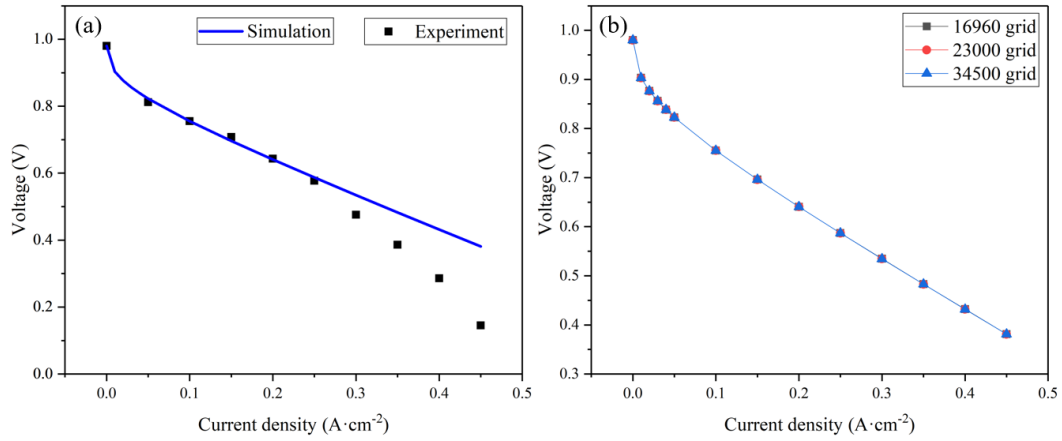 (a)
Simulation
Experiment
1.0
0.8
0.6
0.4
0.2
0.0
Voltage (V)
0.0 0.1 0.2 0.3 0.4 0.5
Current density (A·cm⁻²)
(b)
16960 grid
23000 grid
34500 grid
1.0
0.9
0.8
0.7
0.6
0.5
0.4
0.3
Voltage (V)
0.0 0.1 0.2 0.3 0.4 0.5
Current density (A·cm⁻²)